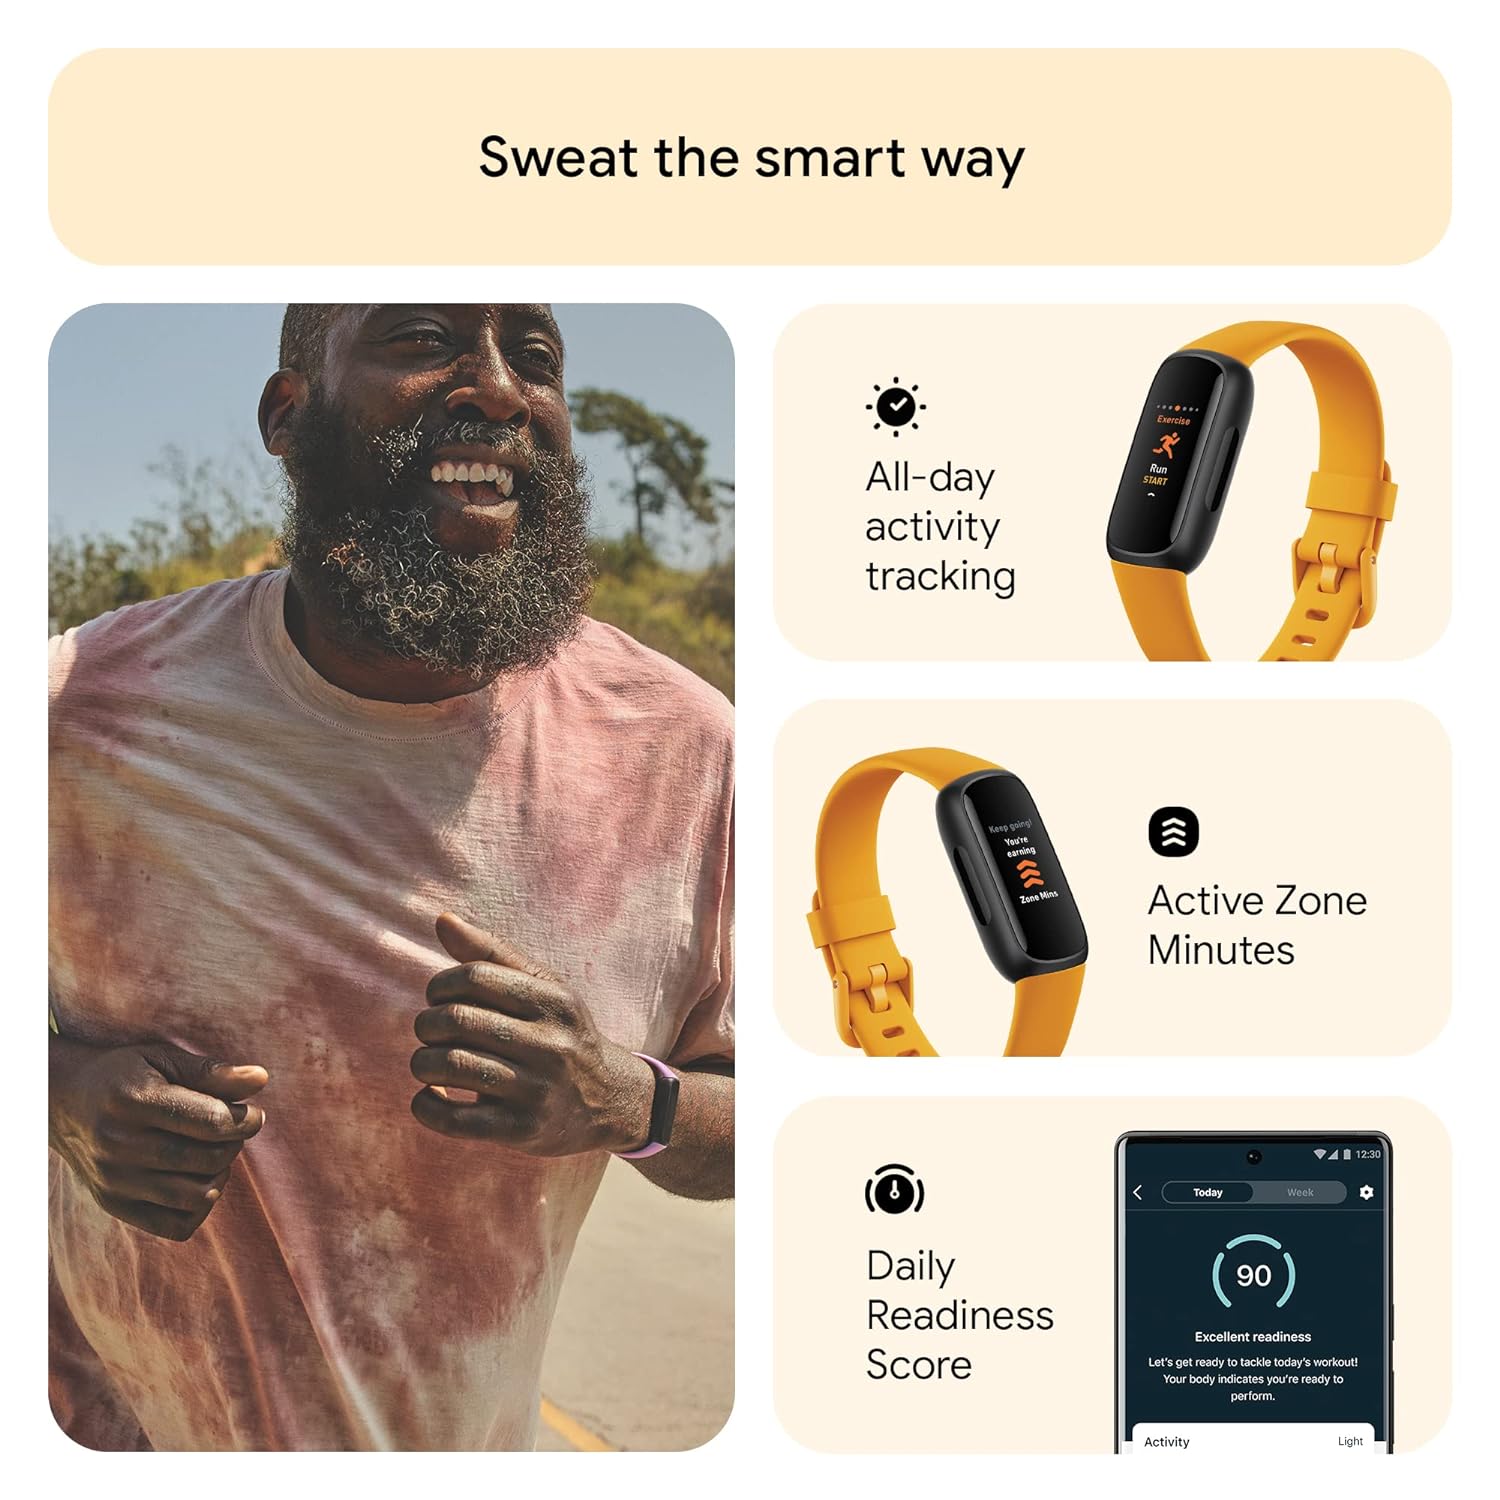 Sweat the smart way
All-day
activity
tracking
Exercise
Run
START
Keep going!
You're
earning
Zone Mins
Active Zone
Minutes
Daily
Readiness
Score
12:30
Today
Week
90
Excellent readiness
Let's get ready to tackle today's workout!
Your body indicates you're ready to
perform.
Activity
Light